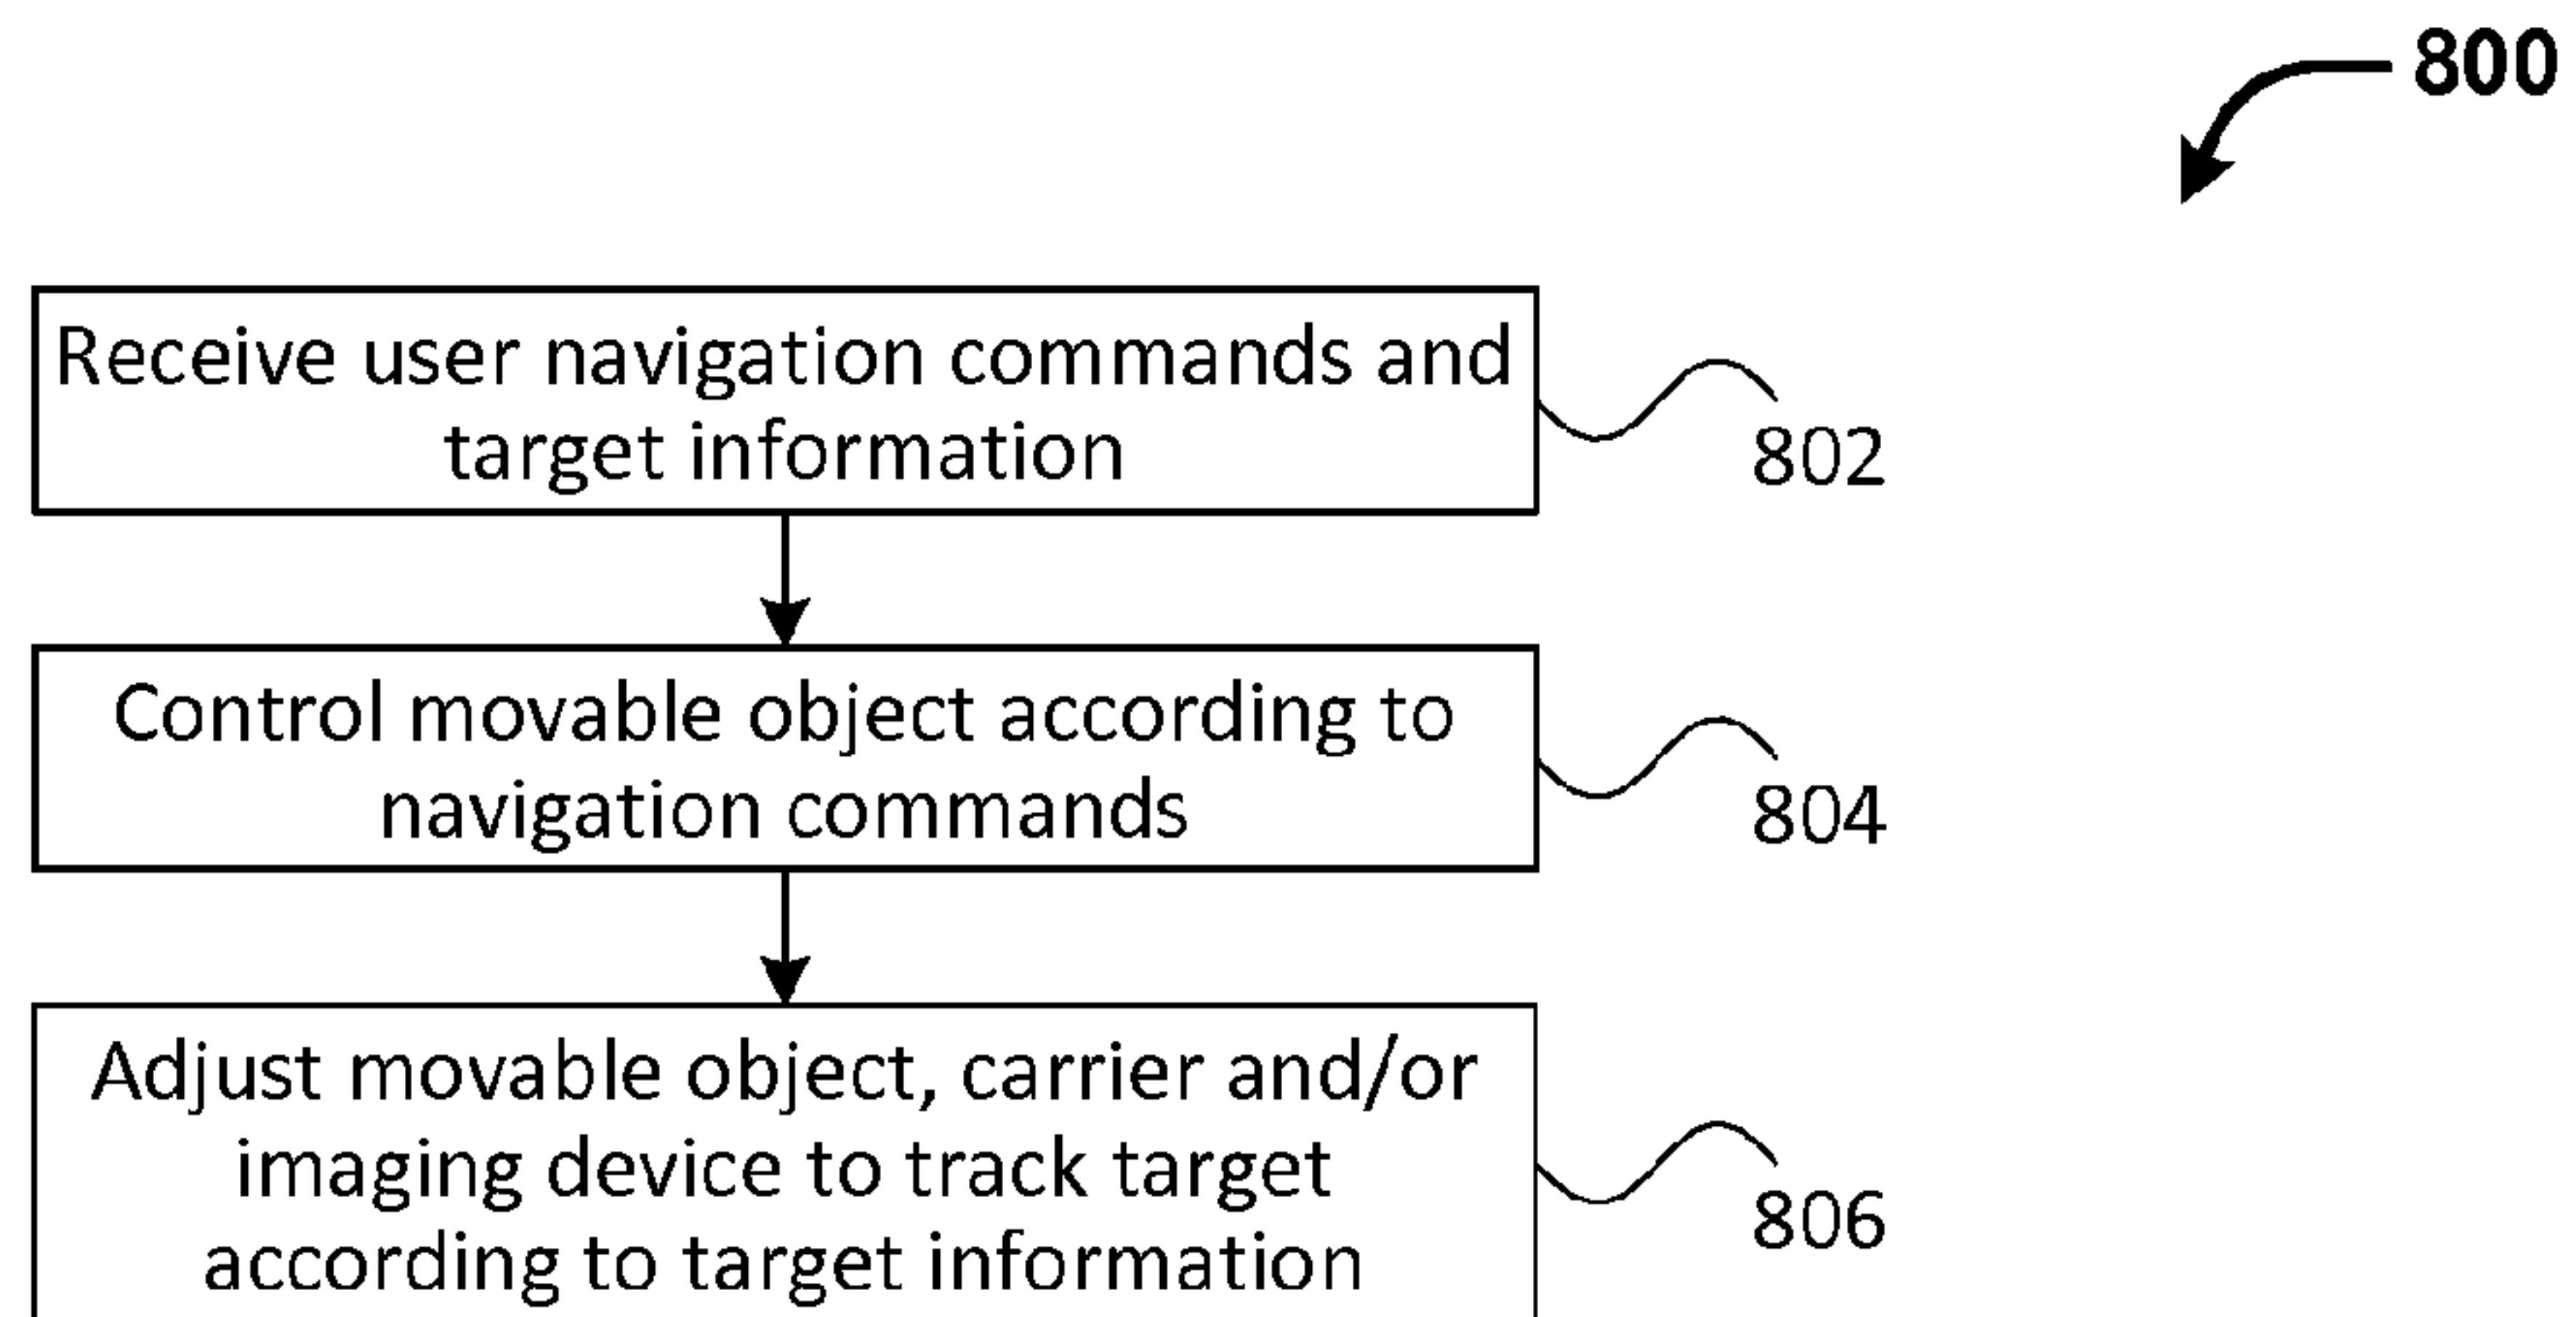 800
Receive user navigation commands and
target information
802
Control movable object according to
navigation commands
804
Adjust movable object, carrier and/or
imaging device to track target
according to target information
806